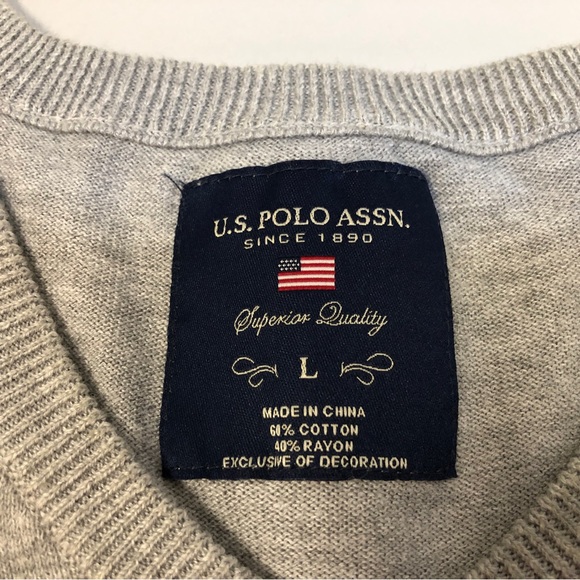 U.S. POLO ASSN.
SINCE 1890
Superior Quality
L
MADE IN CHINA
60% COTTON
40% RAYON
EXCLUSIVE OF DECORATION